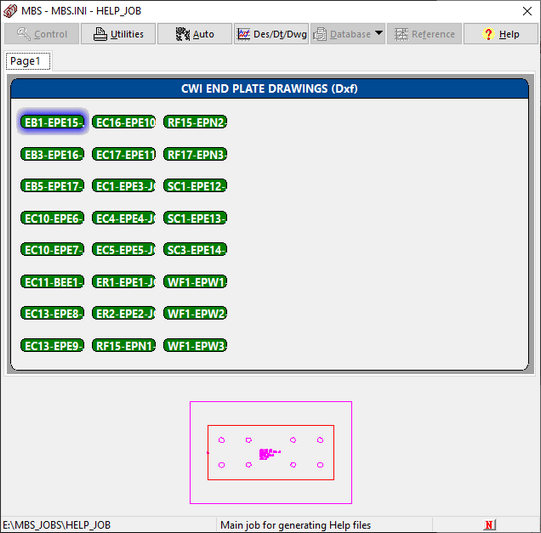 MBS - MBS.INI - HELP_JOB
Control Utilities Auto Des/Dt/Dwg Database Reference Help
Page1
CWI END PLATE DRAWINGS (Dxf)
EB1-EPE15- EC16-EPE10 RF15-EPN2-
EB3-EPE16- EC17-EPE11 RF17-EPN3-
EB5-EPE17- EC1-EPE3-J SC1-EPE12-
EC10-EPE6- EC4-EPE4-J SC1-EPE13-
EC10-EPE7- EC5-EPE5-J SC3-EPE14-
EC11-BEE1- ER1-EPE1-J WF1-EPW1
EC13-EPE8- ER2-EPE2-J WF1-EPW2
EC13-EPE9- RF15-EPN1- WF1-EPW3
E:\MBS_JOBS\HELP_JOB Main job for generating Help files N